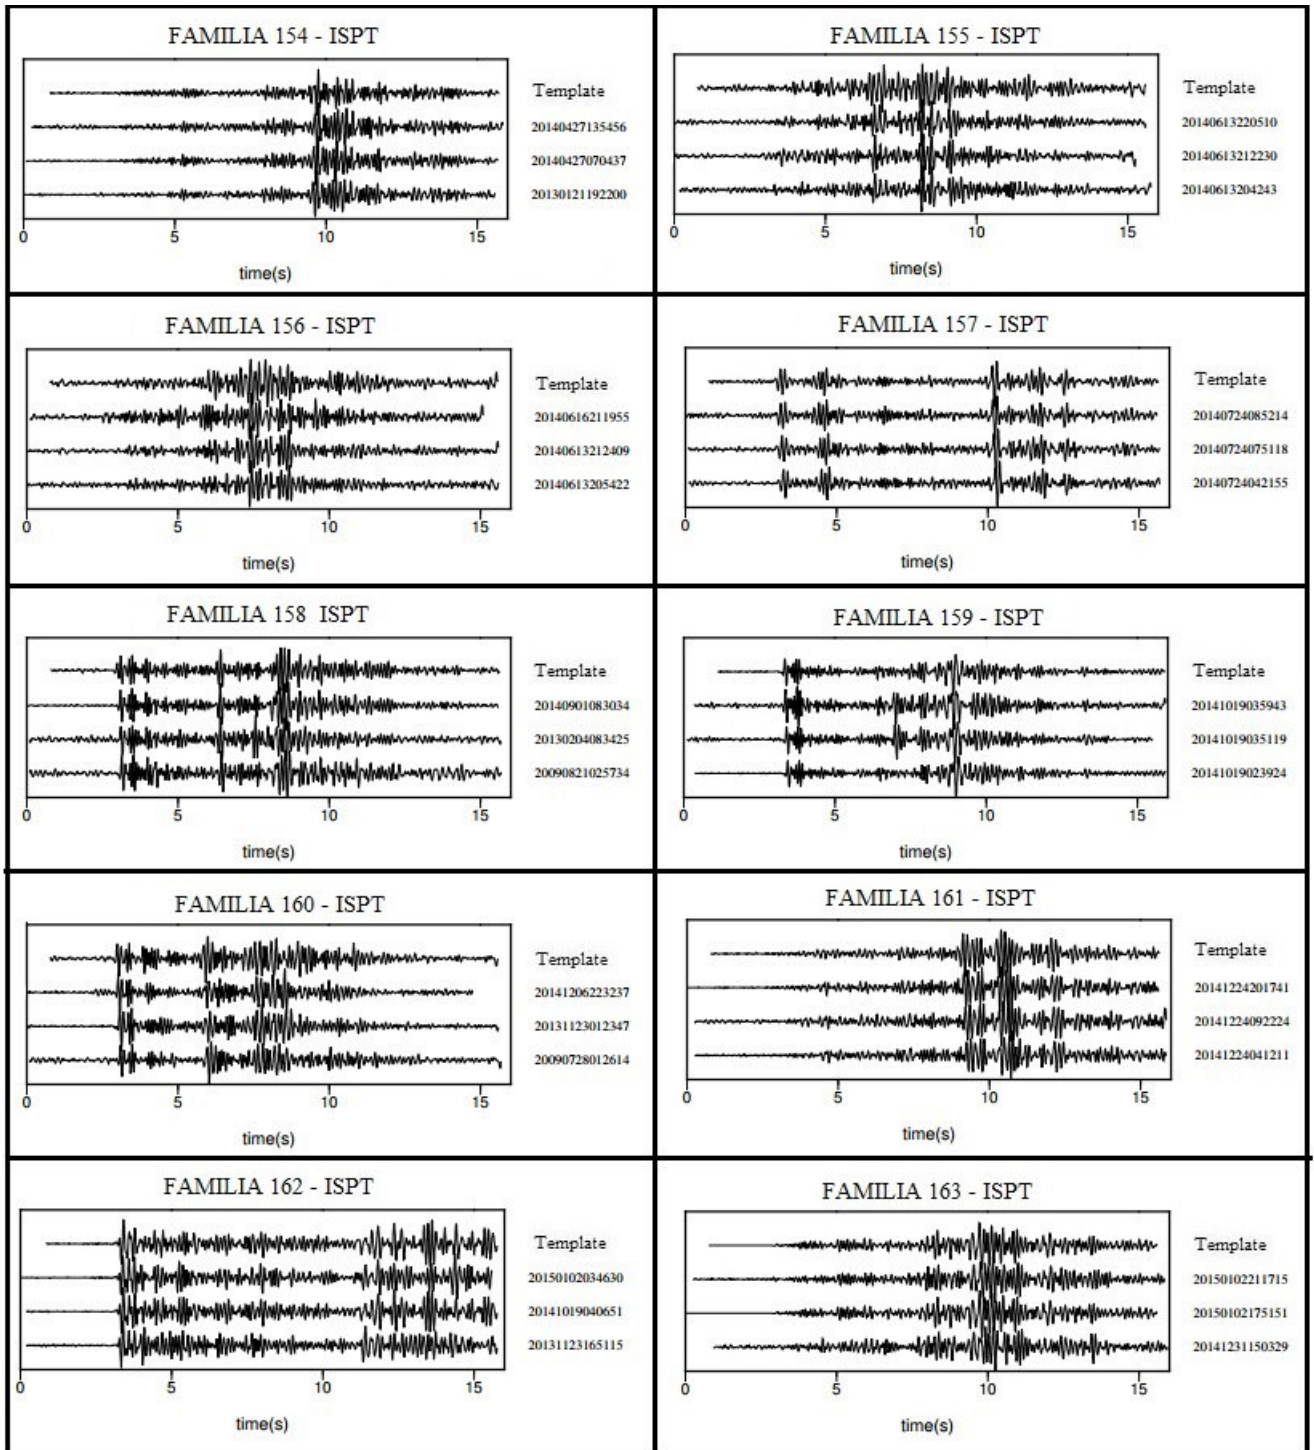 FAMILIA 154 - ISPT
Template
20140427135456
20140427070437
20130121192200
0 5 10 15
time(s)
FAMILIA 155 - ISPT
Template
20140613220510
20140613212230
20140613204243
0 5 10 15
time(s)
FAMILIA 156 - ISPT
Template
20140616211955
20140613212409
20140613205422
0 5 10 15
time(s)
FAMILIA 157 - ISPT
Template
20140724085214
20140724075118
20140724042155
0 5 10 15
time(s)
FAMILIA 158 ISPT
Template
20140901083034
20130204083425
20090821025734
0 5 10 15
time(s)
FAMILIA 159 - ISPT
Template
20141019035943
20141019035119
20141019023924
0 5 10 15
time(s)
FAMILIA 160 - ISPT
Template
20141206223237
20131123012347
20090728012614
0 5 10 15
time(s)
FAMILIA 161 - ISPT
Template
20141224201741
20141224092224
20141224041211
0 5 10 15
time(s)
FAMILIA 162 - ISPT
Template
20150102034630
20141019040651
20131123165115
0 5 10 15
time(s)
FAMILIA 163 - ISPT
Template
20150102211715
20150102175151
20141231150329
0 5 10 15
time(s)